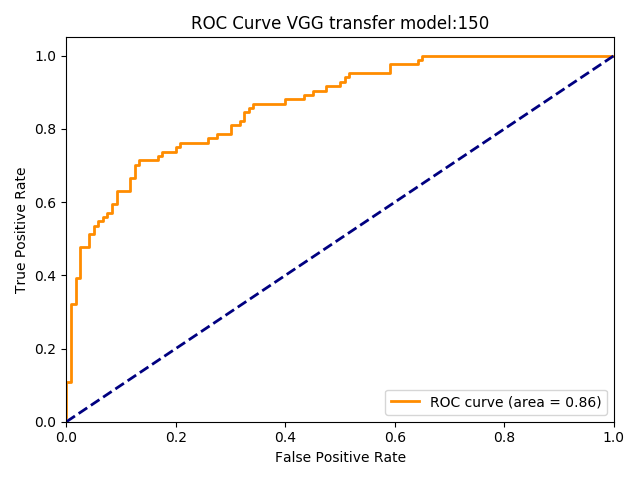 ROC Curve VGG transfer model:150
True Positive Rate
1.0
0.8
0.6
0.4
0.2
0.0
0.0 0.2 0.4 0.6 0.8 1.0
False Positive Rate
ROC curve (area = 0.86)